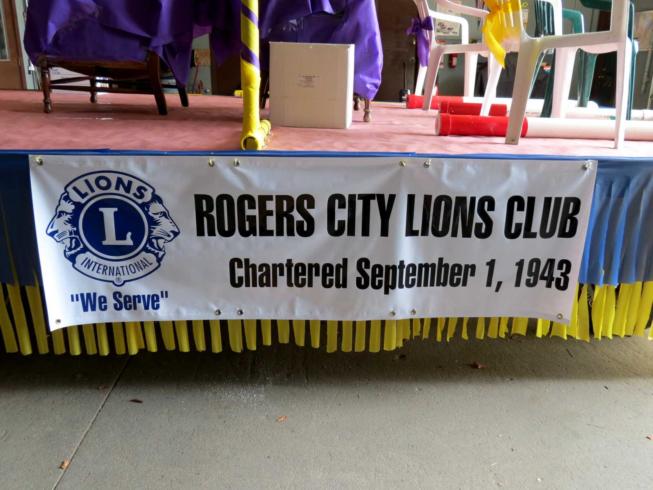 LIONS
L
INTERNATIONAL
®
"We Serve"
ROGERS CITY LIONS CLUB
Chartered September 1, 1943